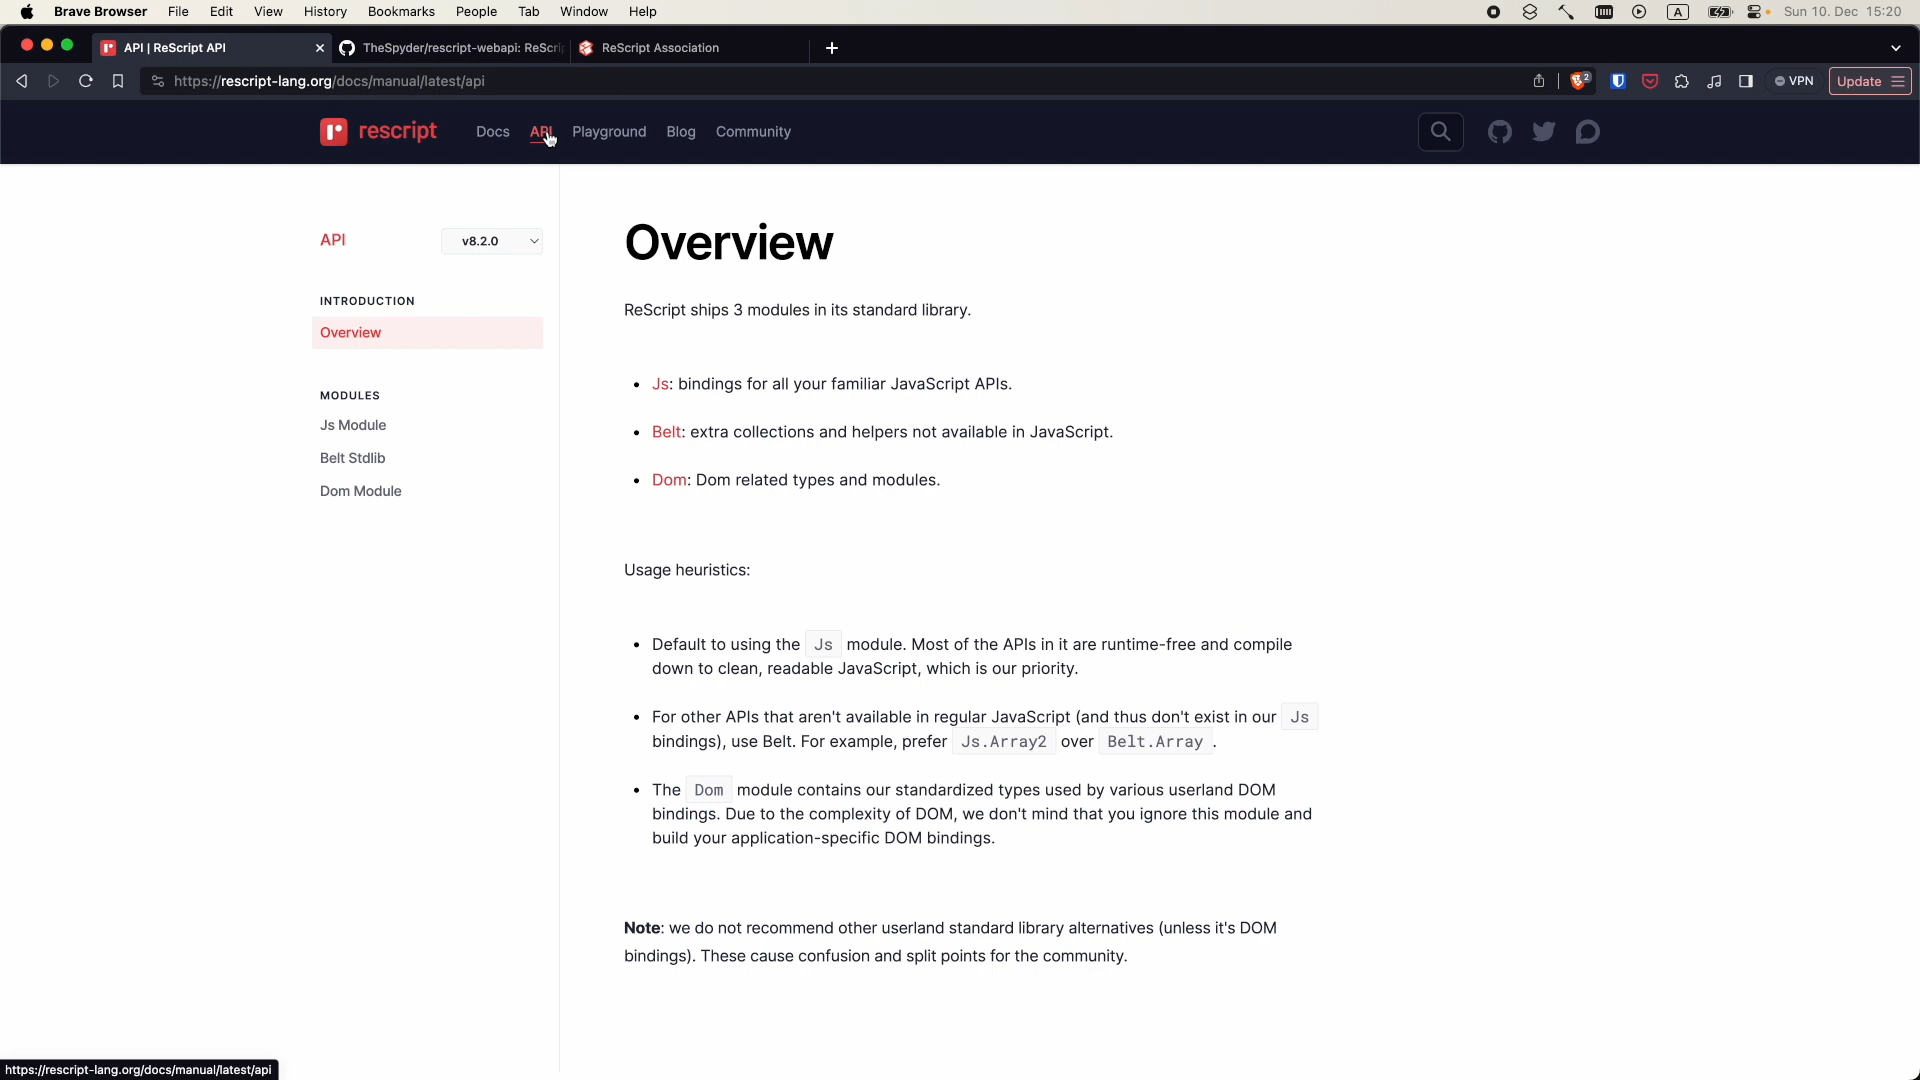 Brave Browser File Edit View History Bookmarks People Tab Window Help A Sun 10. Dec 15:20
API | ReScript API TheSpyder/rescript-webapi: ReScri ReScript Association
https://rescript-lang.org/docs/manual/latest/api 2 VPN Update
rescript Docs API Playground Blog Community
API v8.2.0
INTRODUCTION
Overview
MODULES
Js Module
Belt Stdlib
Dom Module
Overview
ReScript ships 3 modules in its standard library.
• Js: bindings for all your familiar JavaScript APIs.
• Belt: extra collections and helpers not available in JavaScript.
• Dom: Dom related types and modules.
Usage heuristics:
• Default to using the Js module. Most of the APIs in it are runtime-free and compile
down to clean, readable JavaScript, which is our priority.
• For other APIs that aren't available in regular JavaScript (and thus don't exist in our Js
bindings), use Belt. For example, prefer Js.Array2 over Belt.Array.
• The Dom module contains our standardized types used by various userland DOM
bindings. Due to the complexity of DOM, we don't mind that you ignore this module and
build your application-specific DOM bindings.
Note: we do not recommend other userland standard library alternatives (unless it's DOM
bindings). These cause confusion and split points for the community.
https://rescript-lang.org/docs/manual/latest/api